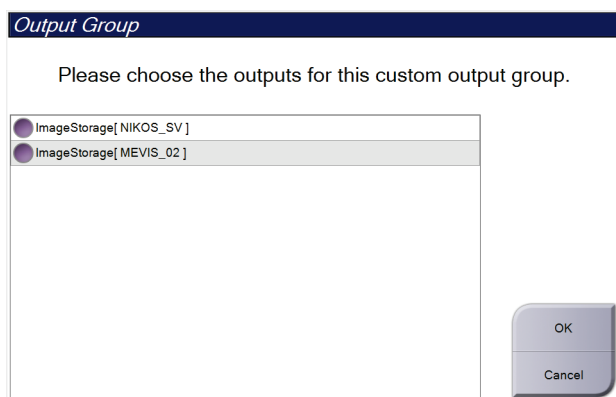 Output Group
Please choose the outputs for this custom output group.
ImageStorage[ NIKOS_SV ]
ImageStorage[ MEVIS_02 ]
OK
Cancel